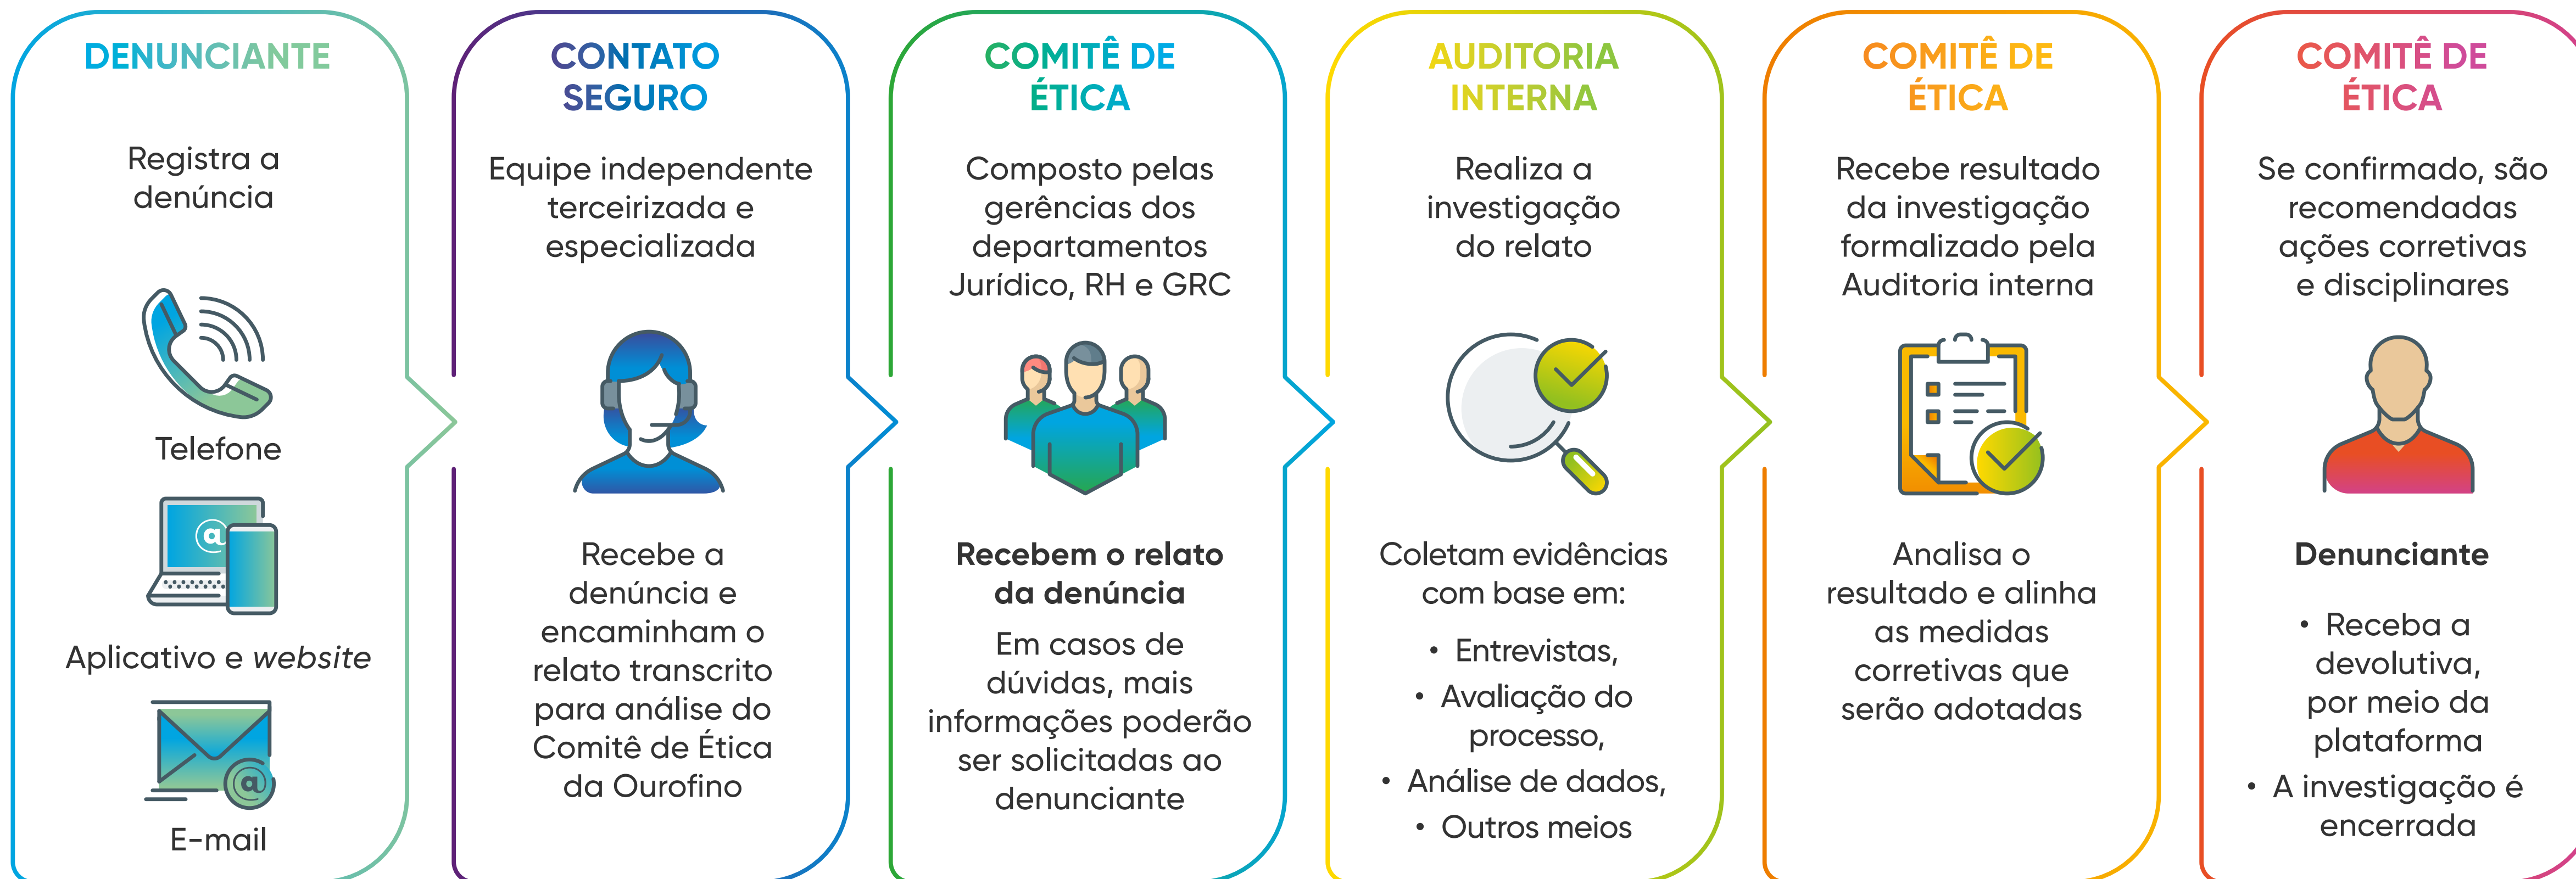 DENUNCIANTE
Registra a
denúncia
Telefone
@
Aplicativo e website
@
E-mail
CONTATO
SEGURO
Equipe independente
terceirizada e
especializada
Recebe a
denúncia e
encaminham o
relato transcrito
para análise do
Comitê de Ética
da Ourofino
COMITÊ DE
ÉTICA
Composto pelas
gerências dos
departamentos
Jurídico, RH e GRC
Recebem o relato
da denúncia
Em casos de
dúvidas, mais
informações poderão
ser solicitadas ao
denunciante
AUDITORIA
INTERNA
Realiza a
investigação
do relato
Coletam evidências
com base em:
• Entrevistas,
• Avaliação do
processo,
• Análise de dados,
• Outros meios
COMITÊ DE
ÉTICA
Recebe resultado
da investigação
formalizado pela
Auditoria interna
Analisa o
resultado e alinha
as medidas
corretivas que
serão adotadas
COMITÊ DE
ÉTICA
Se confirmado, são
recomendadas
ações corretivas
e disciplinares
Denunciante
• Receba a
devolutiva,
por meio da
plataforma
• A investigação é
encerrada